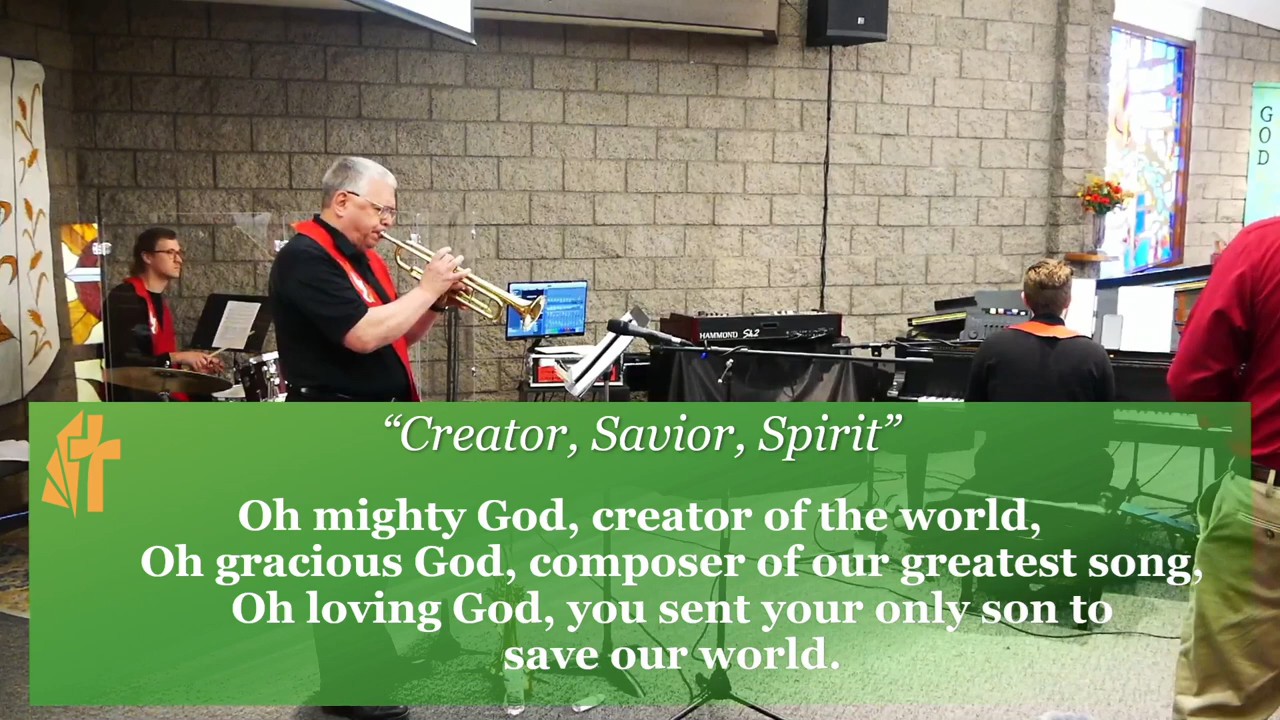 GOD
HAMMOND SK2
“Creator, Savior, Spirit”
Oh mighty God, creator of the world,
Oh gracious God, composer of our greatest song,
Oh loving God, you sent your only son to
save our world.